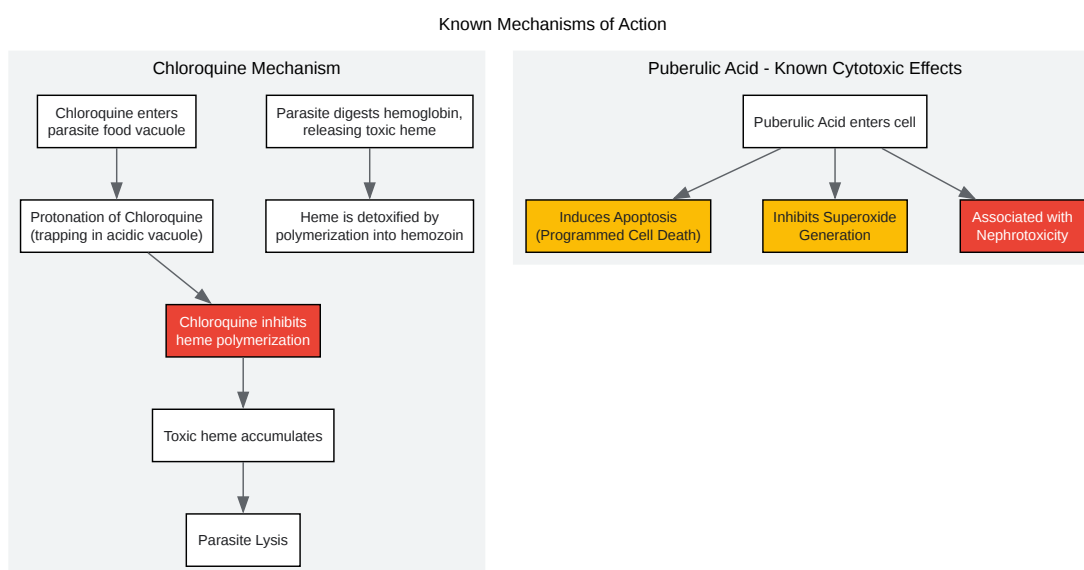 Known Mechanisms of Action
Chloroquine Mechanism
Chloroquine enters
parasite food vacuole
Parasite digests hemoglobin,
releasing toxic heme
Protonation of Chloroquine
(trapping in acidic vacuole)
Heme is detoxified by
polymerization into hemozoin
Chloroquine inhibits
heme polymerization
Toxic heme accumulates
Parasite Lysis
Puberulic Acid - Known Cytotoxic Effects
Puberulic Acid enters cell
Induces Apoptosis
(Programmed Cell Death)
Inhibits Superoxide
Generation
Associated with
Nephrotoxicity